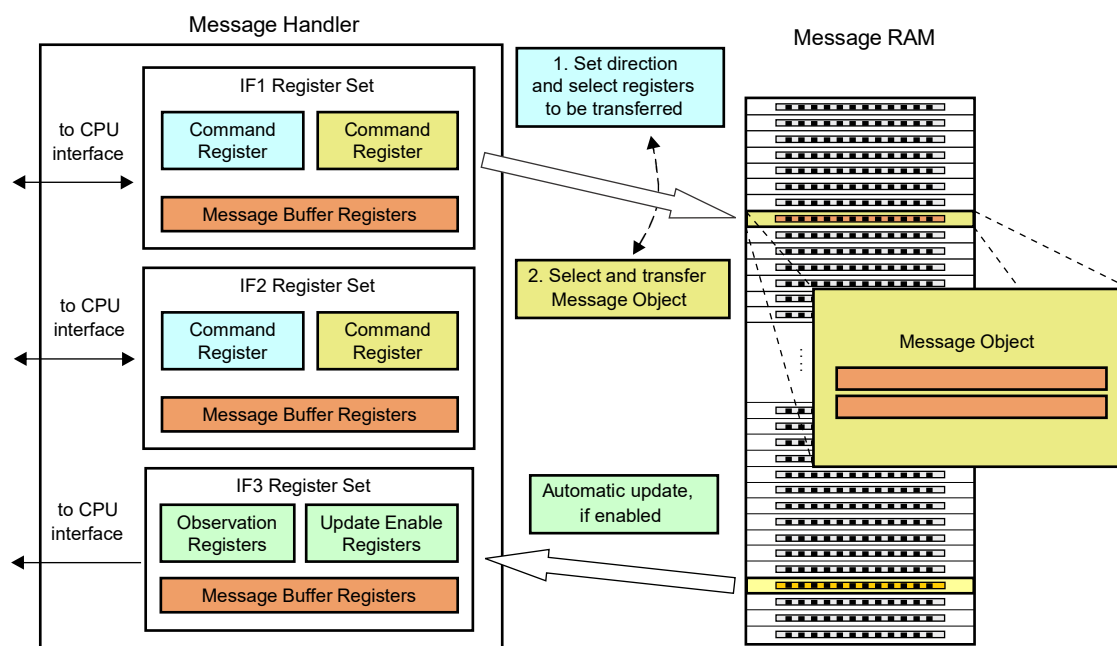 Message Handler
Message RAM
IF1 Register Set
Command
Register
Command
Register
Message Buffer Registers
to CPU
interface
1. Set direction
and select registers
to be transferred
2. Select and transfer
Message Object
IF2 Register Set
Command
Register
Command
Register
Message Buffer Registers
to CPU
interface
Message Object
IF3 Register Set
Observation
Registers
Update Enable
Registers
Message Buffer Registers
to CPU
interface
Automatic update,
if enabled